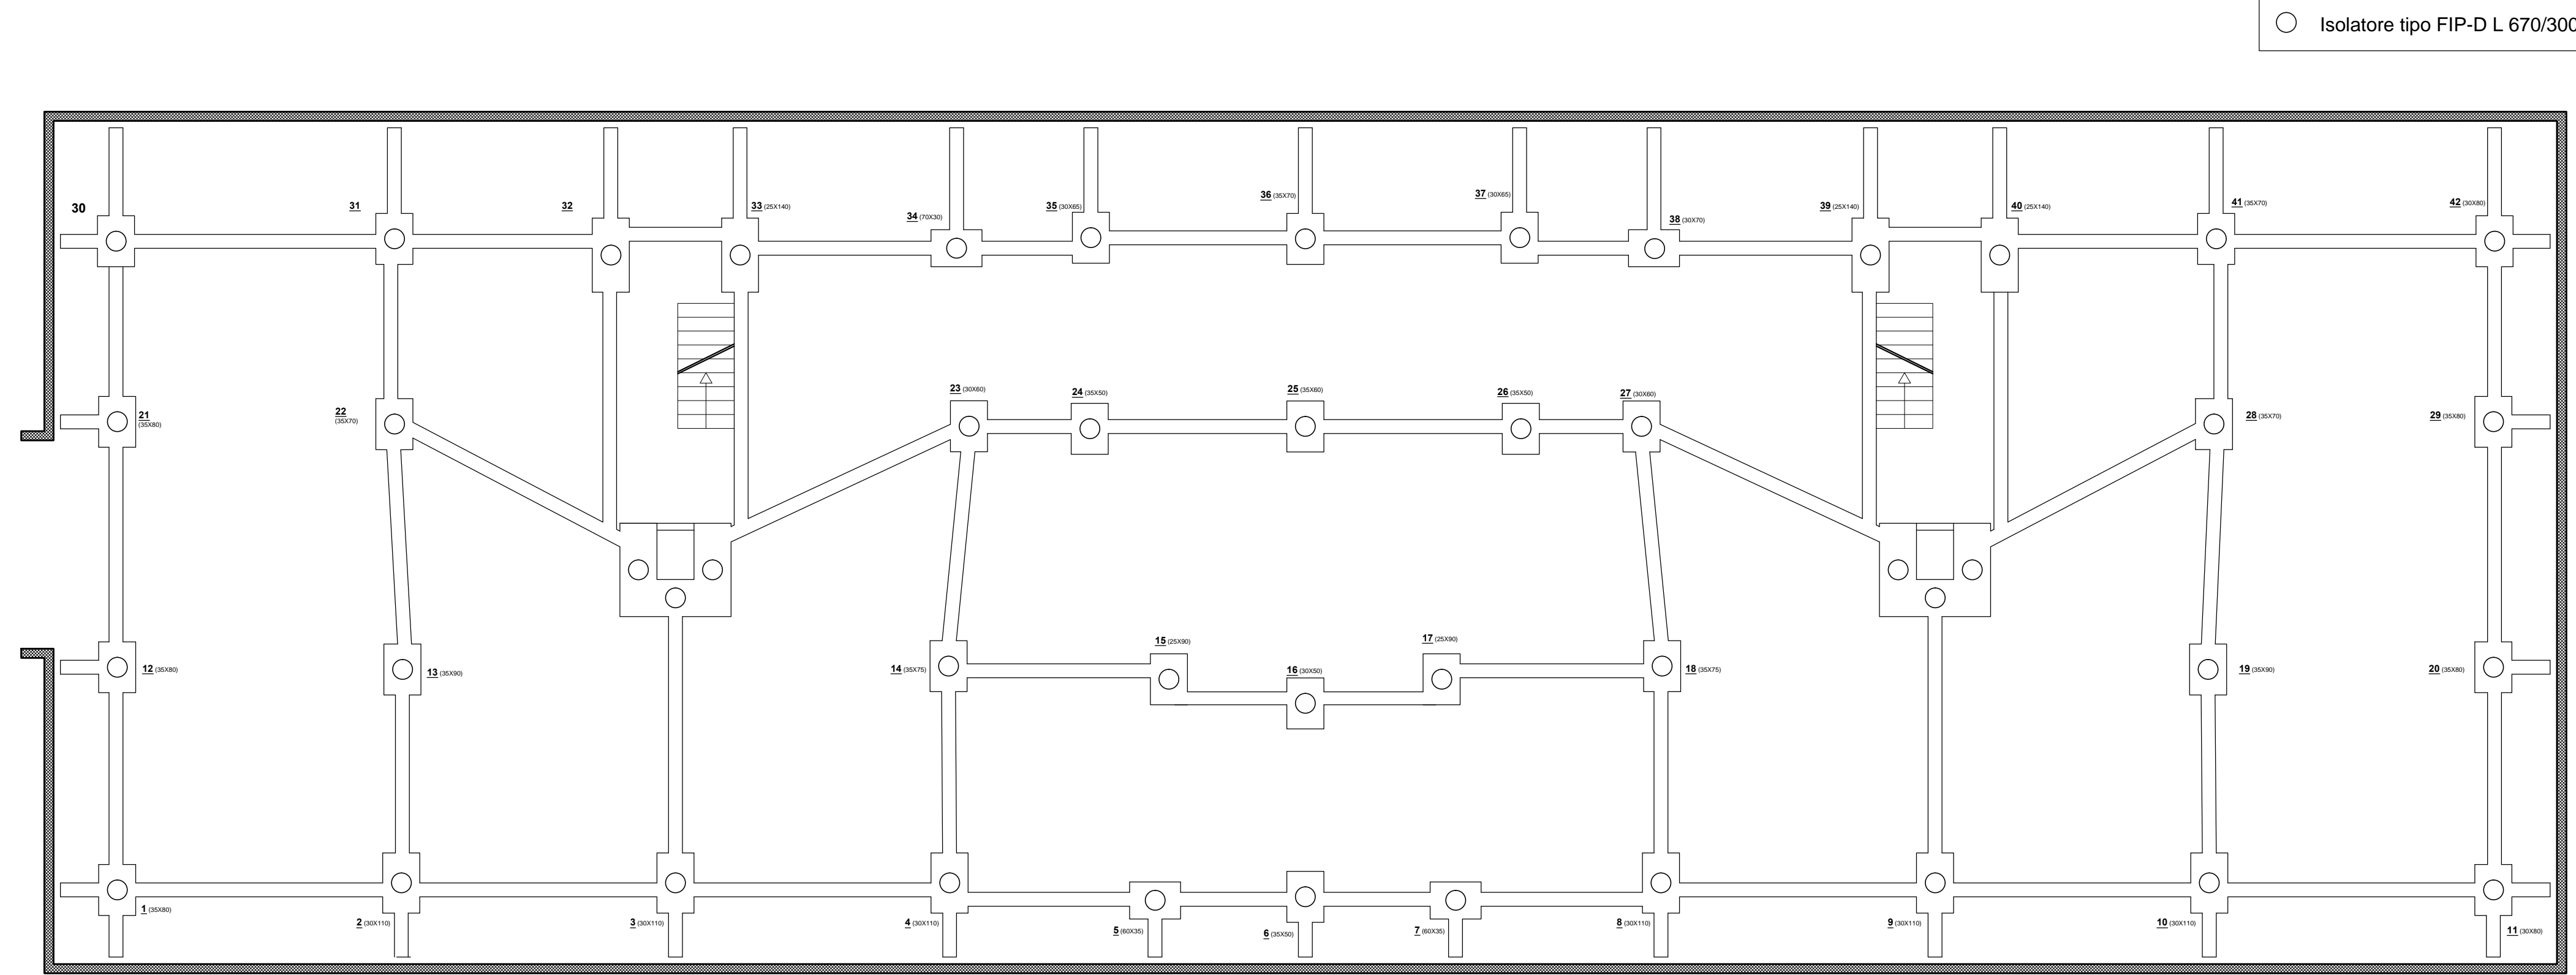 Isolatore tipo FIP-D L 670/300
30
31
32
33 (25X140)
34 (70X30)
35 (30X65)
36 (35X70)
37 (30X65)
38 (30X70)
39 (25X140)
40 (25X140)
41 (35X70)
42 (30X80)
21
(35X80)
22
(35X70)
23 (30X60)
24 (35X50)
25 (35X60)
26 (35X50)
27 (30X60)
28 (35X70)
29 (35X80)
12 (35X80)
13 (35X90)
14 (35X75)
15 (25X90)
16 (30X50)
17 (25X90)
18 (35X75)
19 (35X90)
20 (35X80)
1 (35X80)
2 (30X110)
3 (30X110)
4 (30X110)
5 (60X35)
6 (35X50)
7 (60X35)
8 (30X110)
9 (30X110)
10 (30X110)
11 (30X80)